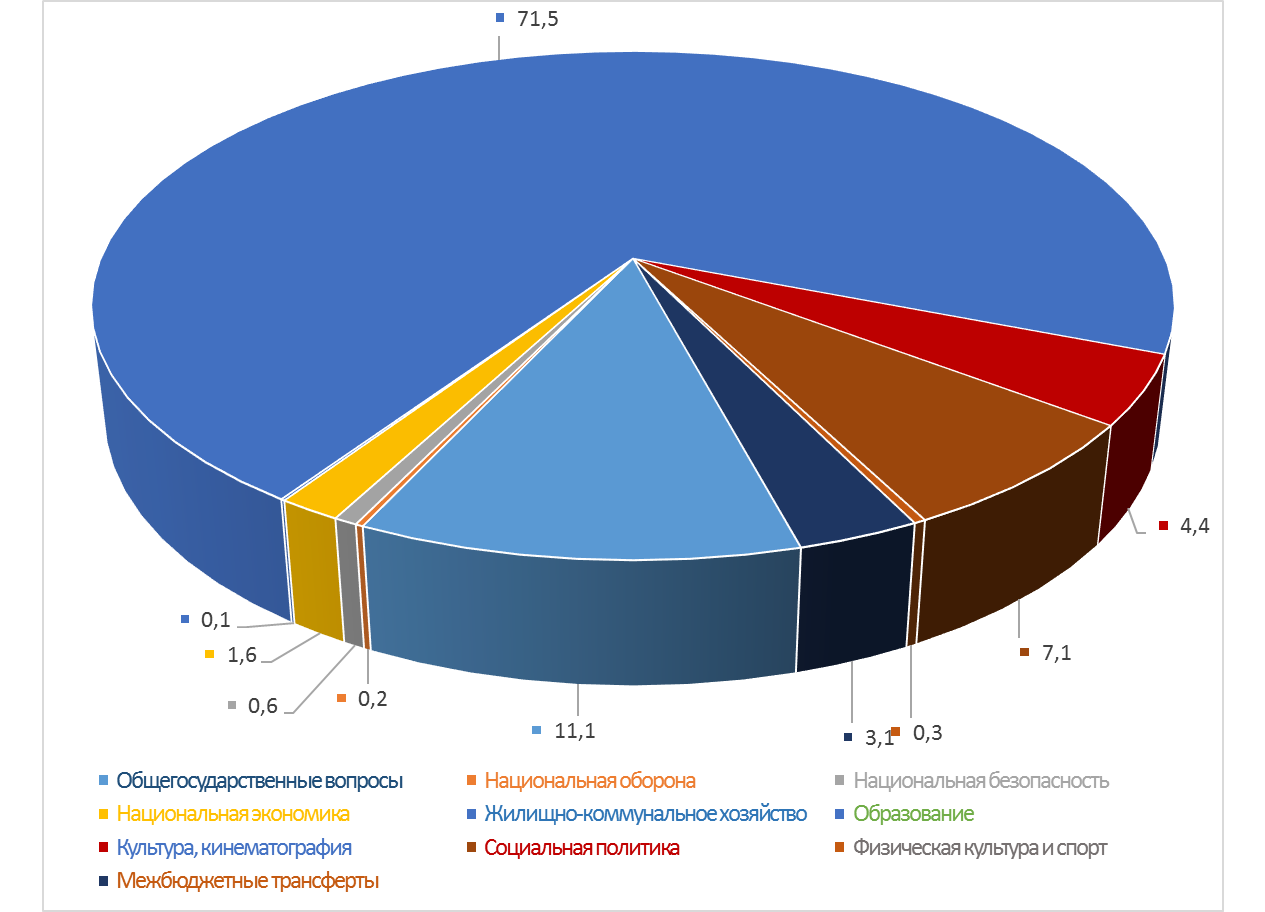 71,5
4,4
0,1
1,6
7,1
0,6
0,2
11,1
3,1
0,3
Общегосударственные вопросы
Национальная оборона
Национальная безопасность
Национальная экономика
Жилищно-коммунальное хозяйство
Образование
Культура, кинематография
Социальная политика
Физическая культура и спорт
Межбюджетные трансферты